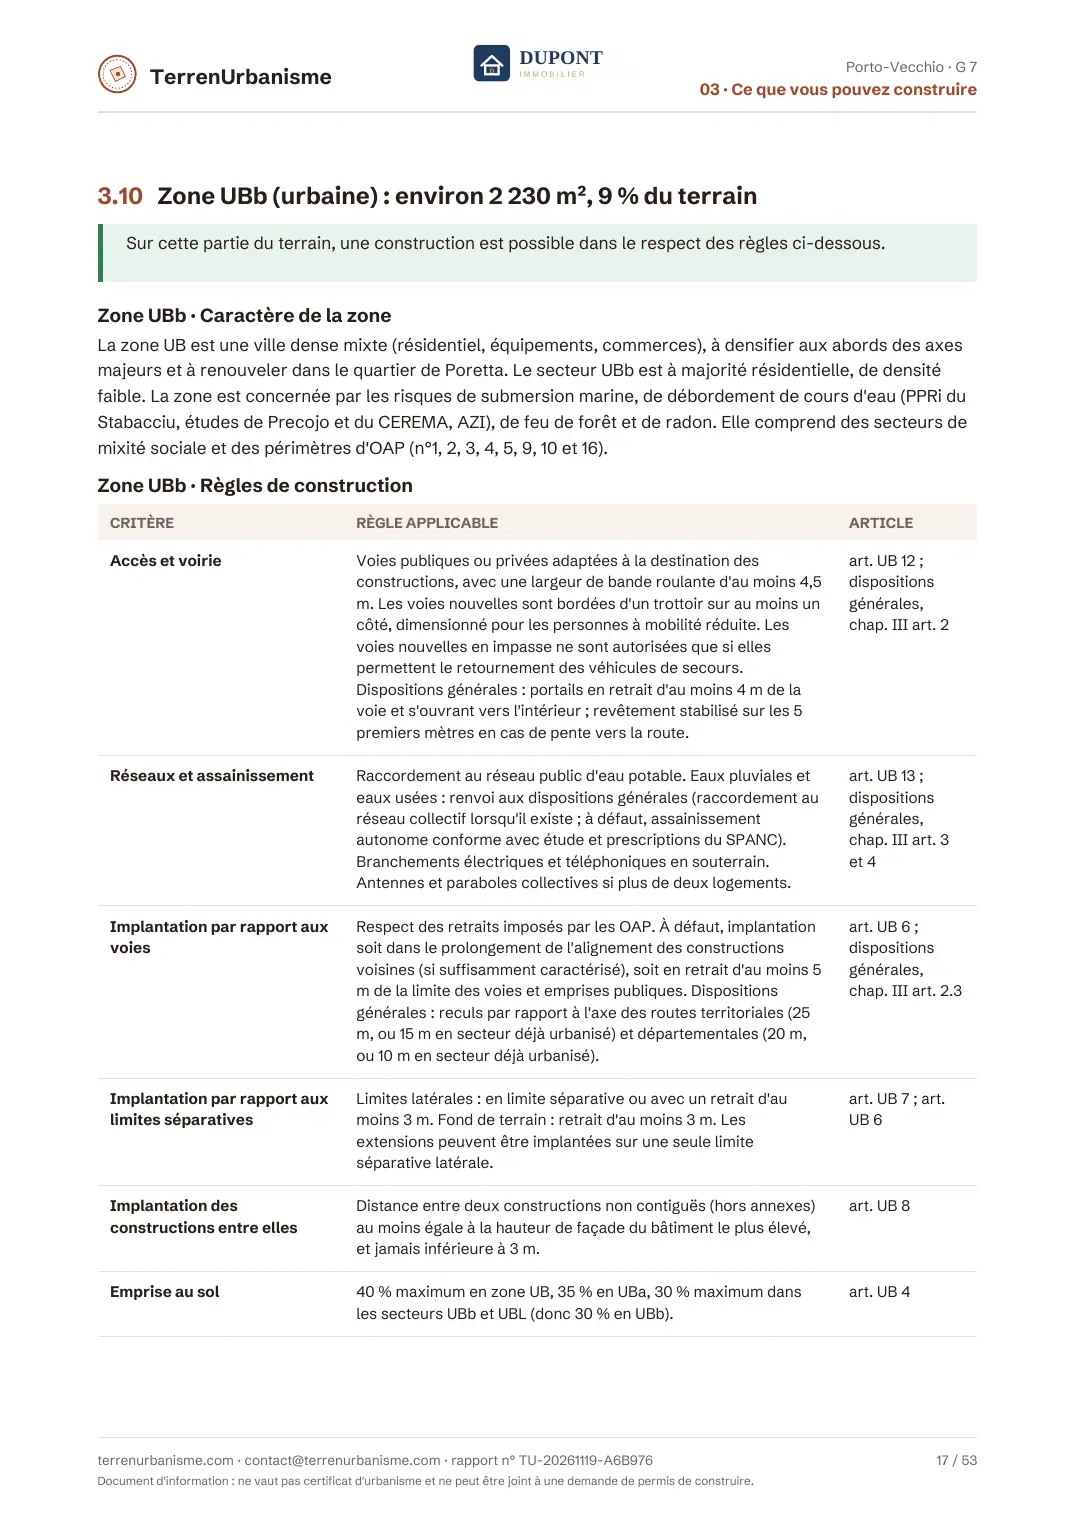 TerrenUrbanisme
DUPONT
IMMOBILIER
Porto-Vecchio · G 7
03 · Ce que vous pouvez construire
3.10 Zone UBb (urbaine) : environ 2 230 m², 9 % du terrain
Sur cette partie du terrain, une construction est possible dans le respect des règles ci-dessous.
Zone UBb · Caractère de la zone
La zone UB est une ville dense mixte (résidentiel, équipements, commerces), à densifier aux abords des axes
majeurs et à renouveler dans le quartier de Poretta. Le secteur UBb est à majorité résidentielle, de densité
faible. La zone est concernée par les risques de submersion marine, de débordement de cours d'eau (PPRi du
Stabacciu, études de Precojo et du CEREMA, AZI), de feu de forêt et de radon. Elle comprend des secteurs de
mixité sociale et des périmètres d'OAP (n°1, 2, 3, 4, 5, 9, 10 et 16).
Zone UBb · Règles de construction
CRITÈRE RÈGLE APPLICABLE ARTICLE
Accès et voirie
Voies publiques ou privées adaptées à la destination des
constructions, avec une largeur de bande roulante d'au moins 4,5
m. Les voies nouvelles sont bordées d'un trottoir sur au moins un
côté, dimensionné pour les personnes à mobilité réduite. Les
voies nouvelles en impasse ne sont autorisées que si elles
permettent le retournement des véhicules de secours.
Dispositions générales : portails en retrait d'au moins 4 m de la
voie et s'ouvrant vers l'intérieur ; revêtement stabilisé sur les 5
premiers mètres en cas de pente vers la route.
art. UB 12 ;
dispositions
générales,
chap. III art. 2
Réseaux et assainissement
Raccordement au réseau public d'eau potable. Eaux pluviales et
eaux usées : renvoi aux dispositions générales (raccordement au
réseau collectif lorsqu'il existe ; à défaut, assainissement
autonome conforme avec étude et prescriptions du SPANC).
Branchements électriques et téléphoniques en souterrain.
Antennes et paraboles collectives si plus de deux logements.
art. UB 13 ;
dispositions
générales,
chap. III art. 3
et 4
Implantation par rapport aux
voies
Respect des retraits imposés par les OAP. À défaut, implantation
soit dans le prolongement de l'alignement des constructions
voisines (si suffisamment caractérisé), soit en retrait d'au moins 5
m de la limite des voies et emprises publiques. Dispositions
générales : reculs par rapport à l'axe des routes territoriales (25
m, ou 15 m en secteur déjà urbanisé) et départementales (20 m,
ou 10 m en secteur déjà urbanisé).
art. UB 6 ;
dispositions
générales,
chap. III art. 2.3
Implantation par rapport aux
limites séparatives
Limites latérales : en limite séparative ou avec un retrait d'au
moins 3 m. Fond de terrain : retrait d'au moins 3 m. Les
extensions peuvent être implantées sur une seule limite
séparative latérale.
art. UB 7 ; art.
UB 6
Implantation des
constructions entre elles
Distance entre deux constructions non contiguës (hors annexes)
au moins égale à la hauteur de façade du bâtiment le plus élevé,
et jamais inférieure à 3 m.
art. UB 8
Emprise au sol
40 % maximum en zone UB, 35 % en UBa, 30 % maximum dans
les secteurs UBb et UBL (donc 30 % en UBb).
art. UB 4
terrenurbanisme.com · contact@terrenurbanisme.com · rapport n° TU-20261119-A6B976
17 / 53
Document d'information : ne vaut pas certificat d'urbanisme et ne peut être joint à une demande de permis de construire.